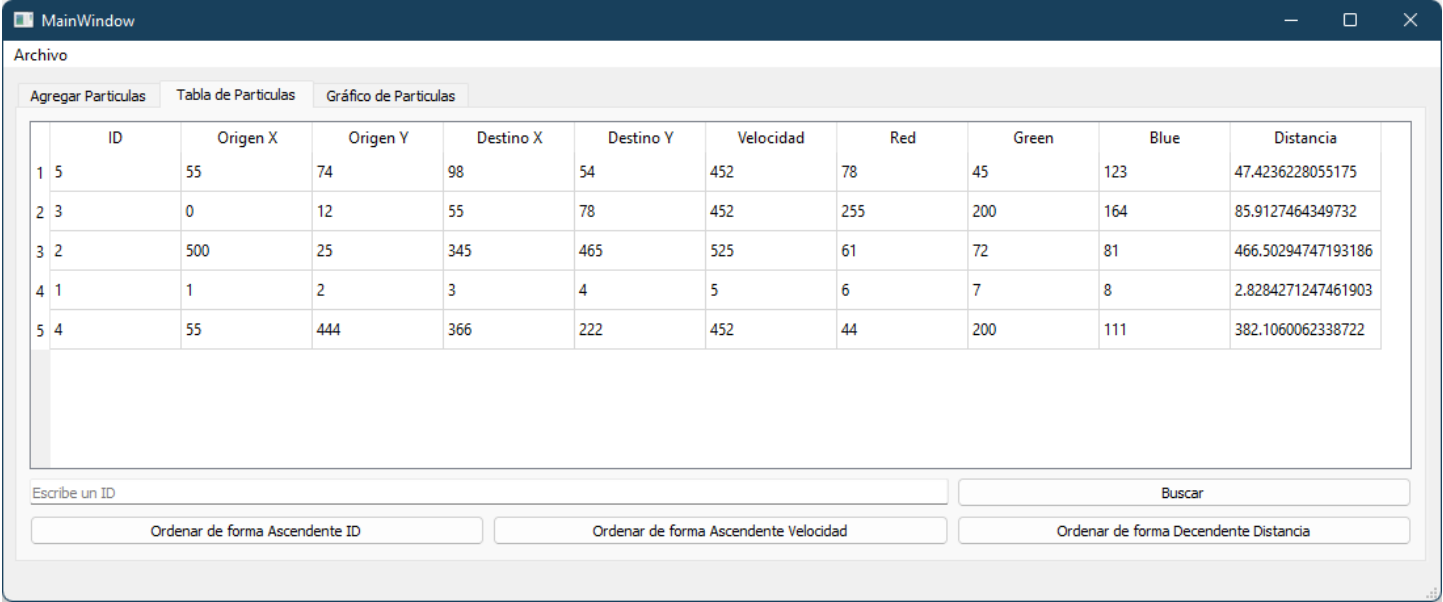 MainWindow
Archivo
Agregar Particulas Tabla de Particulas Gráfico de Particulas
ID Origen X Origen Y Destino X Destino Y Velocidad Red Green Blue Distancia
1 5 55 74 98 54 452 78 45 123 47.4236228055175
2 3 0 12 55 78 452 255 200 164 85.9127464349732
3 2 500 25 345 465 525 61 72 81 466.50294747193186
4 1 1 2 3 4 5 6 7 8 2.8284271247461903
5 4 55 444 366 222 452 44 200 111 382.1060062338722
Escribe un ID Buscar
Ordenar de forma Ascendente ID Ordenar de forma Ascendente Velocidad Ordenar de forma Decendente Distancia